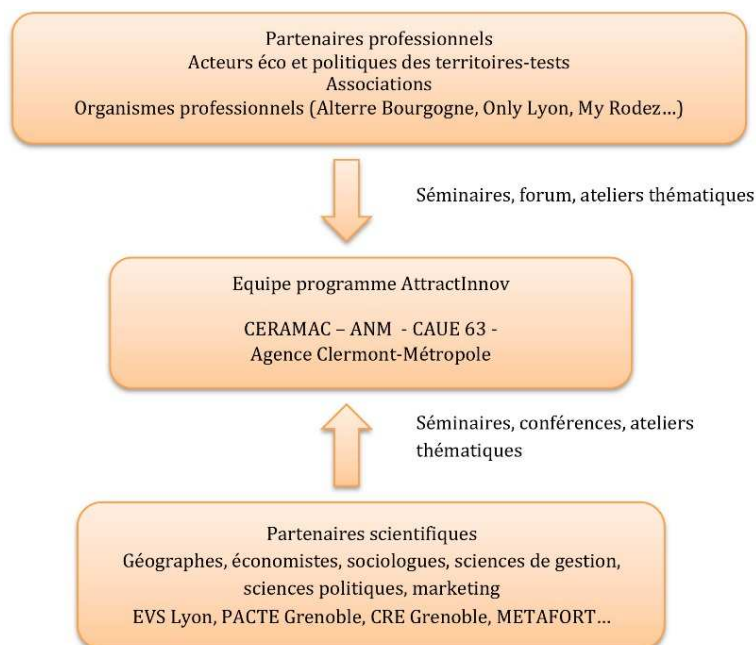 Partenaires professionnels
Acteurs éco et politiques des territoires-tests
Associations
Organismes professionnels (Alterre Bourgogne, Only Lyon, My Rodez…)
Séminaires, forum, ateliers thématiques
Equipe programme AttractInnov
CERAMAC – ANM - CAUE 63 -
Agence Clermont-Métropole
Séminaires, conférences, ateliers
thématiques
Partenaires scientifiques
Géographes, économistes, sociologues, sciences de gestion,
sciences politiques, marketing
EVS Lyon, PACTE Grenoble, CRE Grenoble, METAFORT…